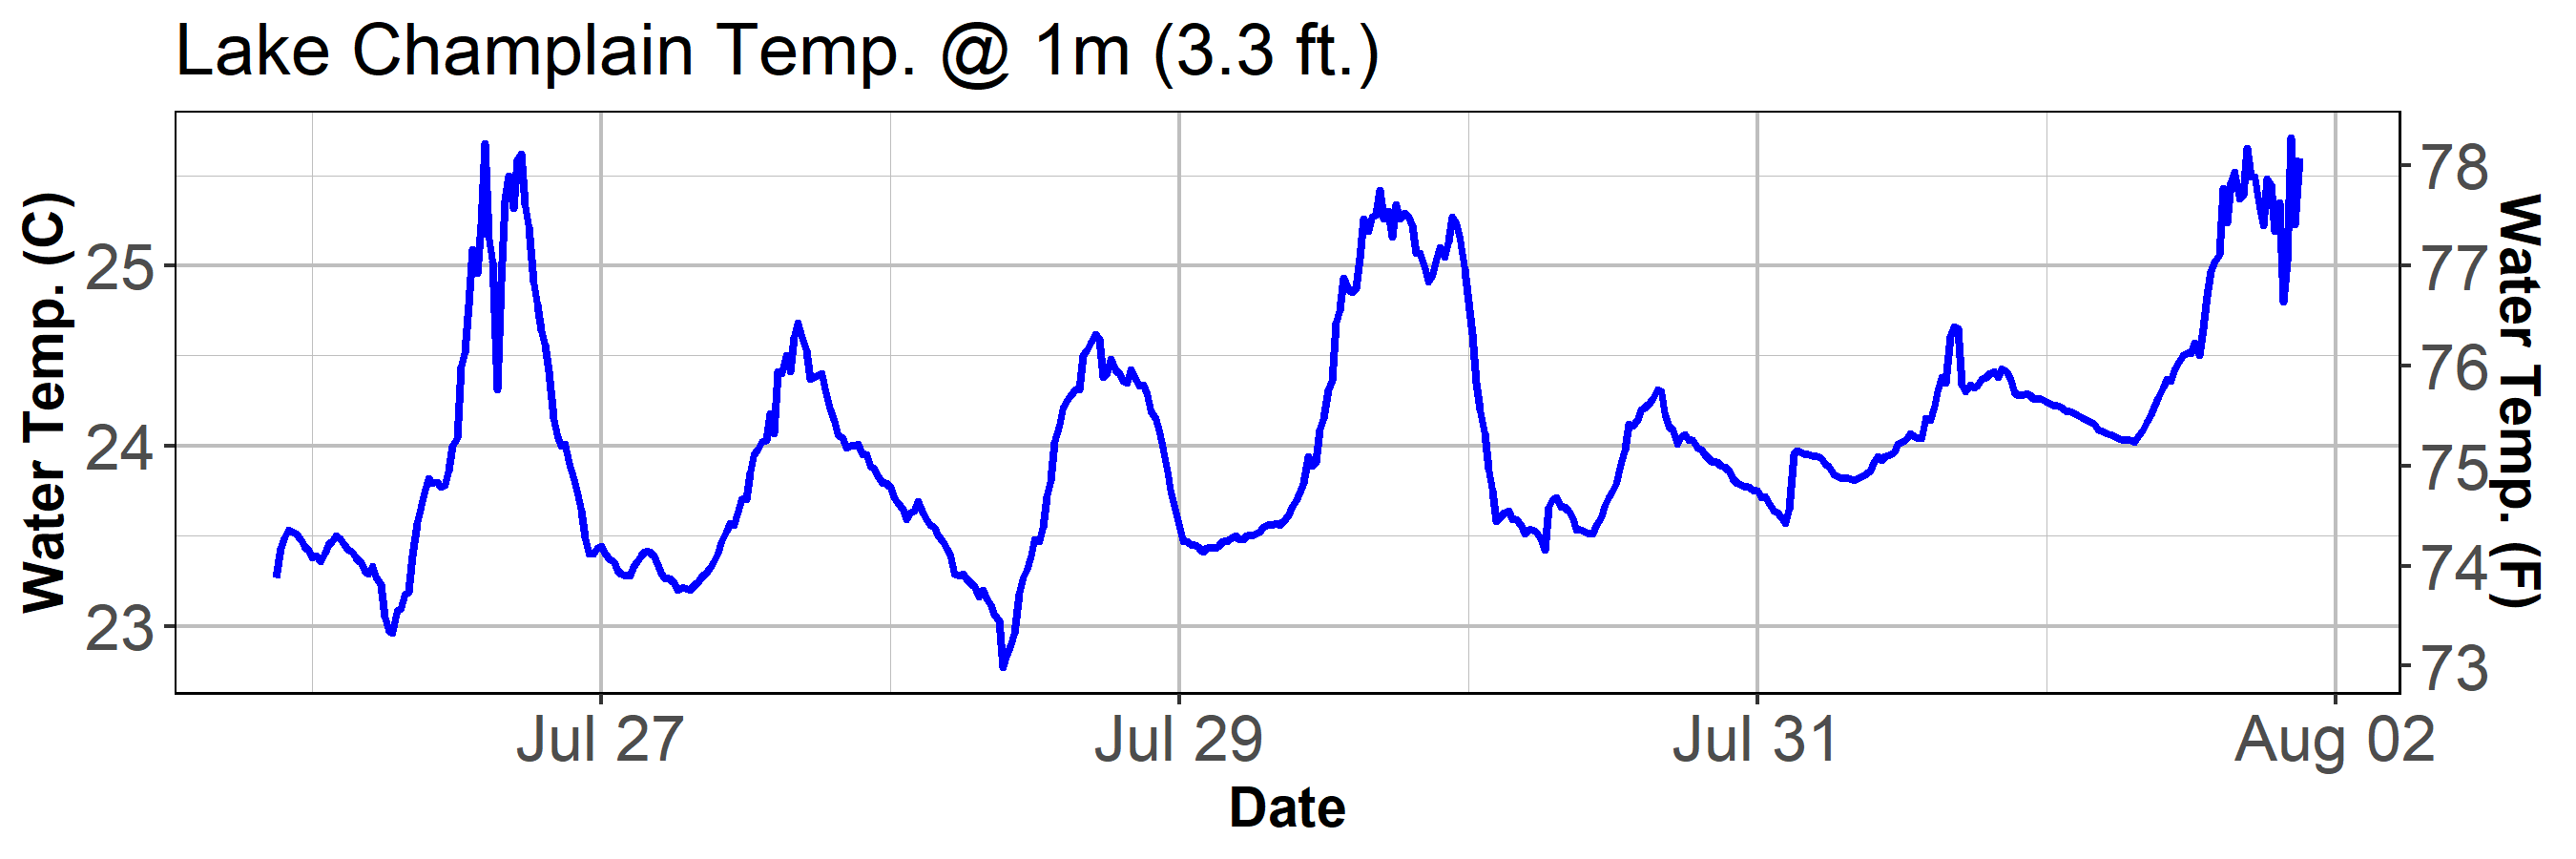 Lake Champlain Temp. @ 1m (3.3 ft.)
Water Temp. (C)
25
24
23
78
77
76
75
74
73
Water Temp. (F)
Jul 27
Jul 29
Jul 31
Aug 02
Date